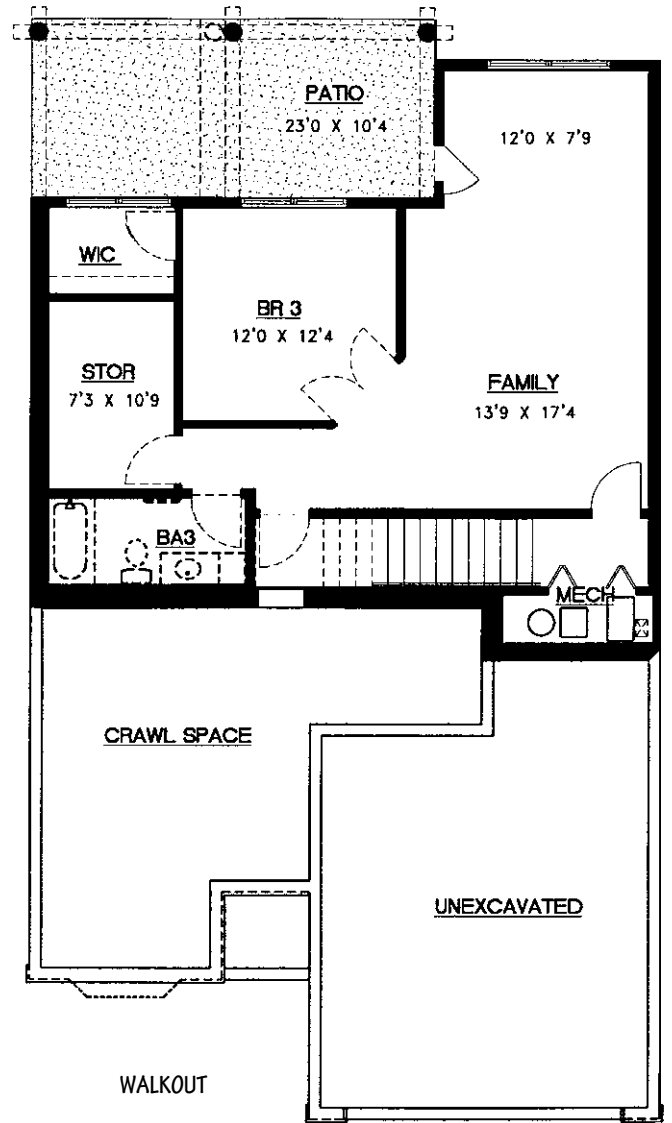 PATIO
23'0 X 10'4
12'0 X 7'9
WIC
BR 3
12'0 X 12'4
STOR
7'3 X 10'9
FAMILY
13'9 X 17'4
BA3
MECH
CRAWL SPACE
UNEXCAVATED
WALKOUT